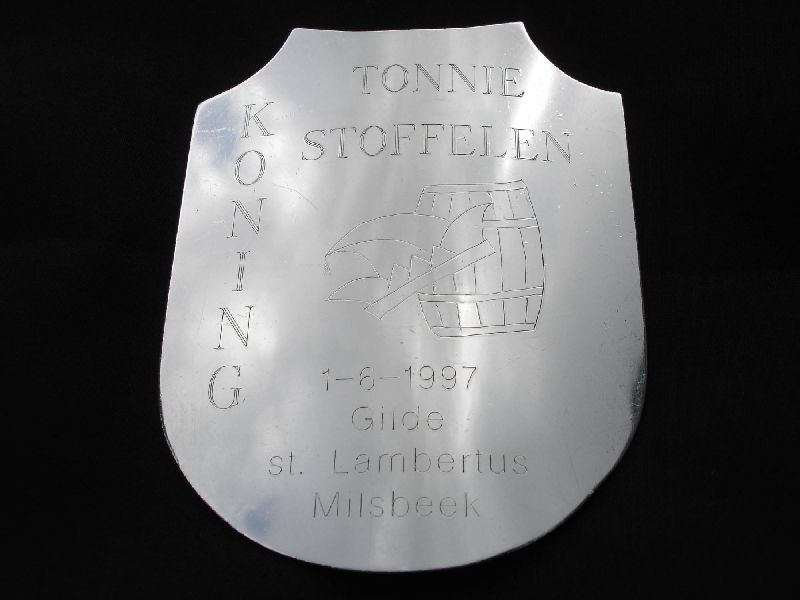 TONNIE
STOFFELEN
KONING
1-6-1997
Gilde
st. Lambertus
Milsbeek